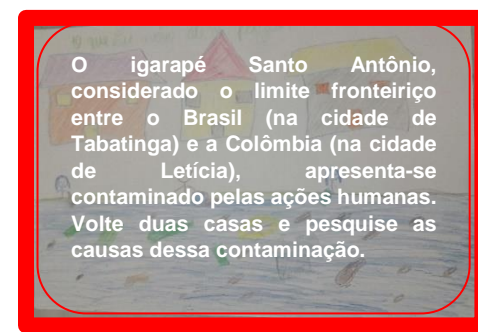 O igarapé Santo Antônio,
considerado o limite fronteiriço
entre o Brasil (na cidade de
Tabatinga) e a Colômbia (na cidade
de Letícia), apresenta-se
contaminado pelas ações humanas.
Volte duas casas e pesquise as
causas dessa contaminação.